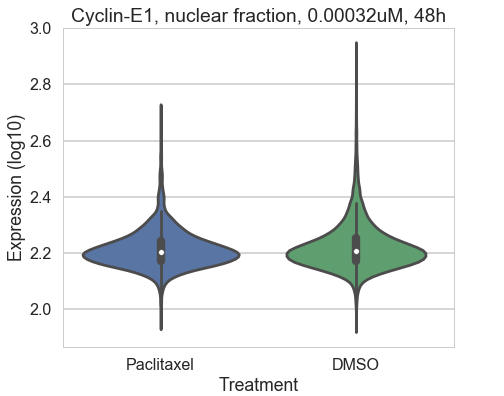 Cyclin-E1, nuclear fraction, 0.00032uM, 48h
3.0
2.8
2.6
2.4
2.2
2.0
Expression (log10)
Paclitaxel DMSO
Treatment